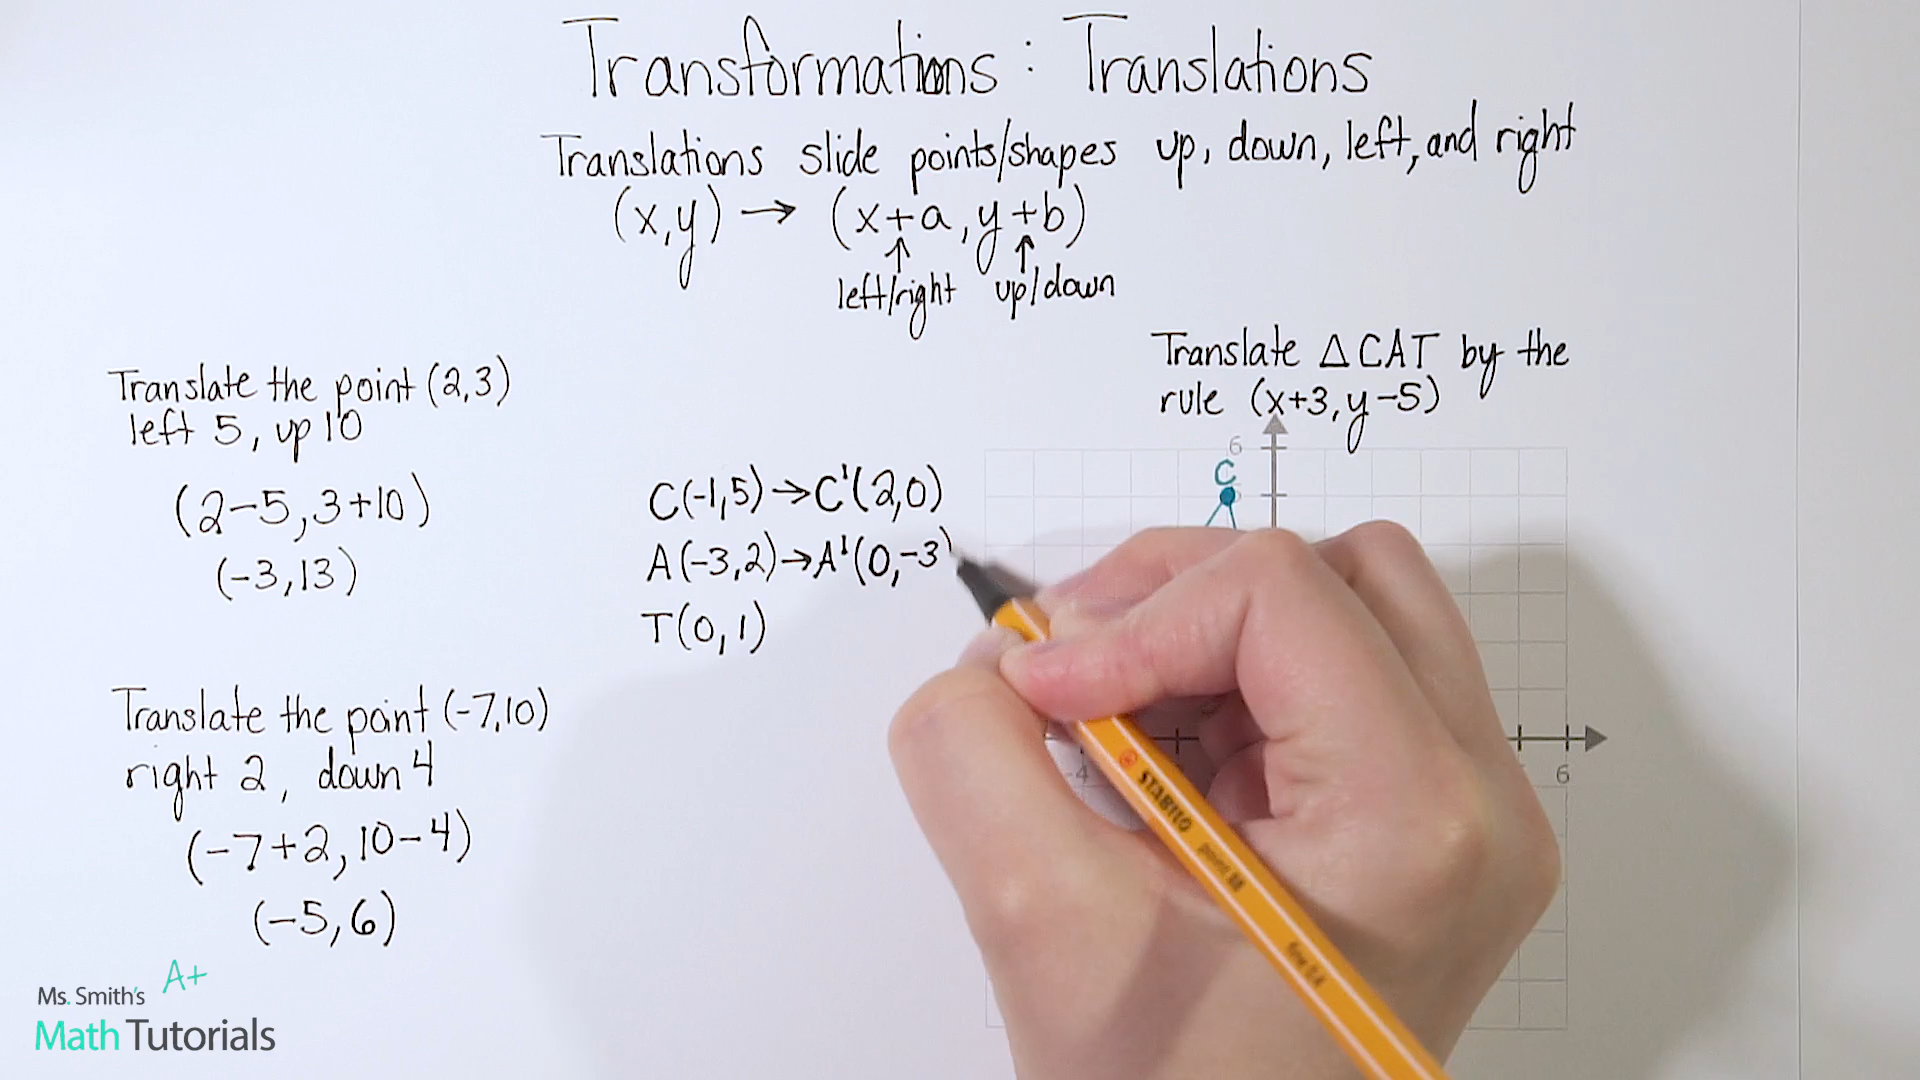 Transformations : Translations
Translations slide points/shapes up, down, left, and right
(x,y) → (x+a, y+b)
↑ ↑
left/right up/down
Translate the point (2,3)
left 5, up 10
(2-5, 3+10)
(-3, 13)
Translate the point (-7,10)
right 2, down 4
(-7+2, 10-4)
(-5, 6)
C(-1,5)→C'(2,0)
A(-3,2)→A'(0,-3)
T(0,1)
Translate △CAT by the
rule (x+3, y-5)
6
C
-4
6
STABILO
Ms. Smith's A+
Math Tutorials